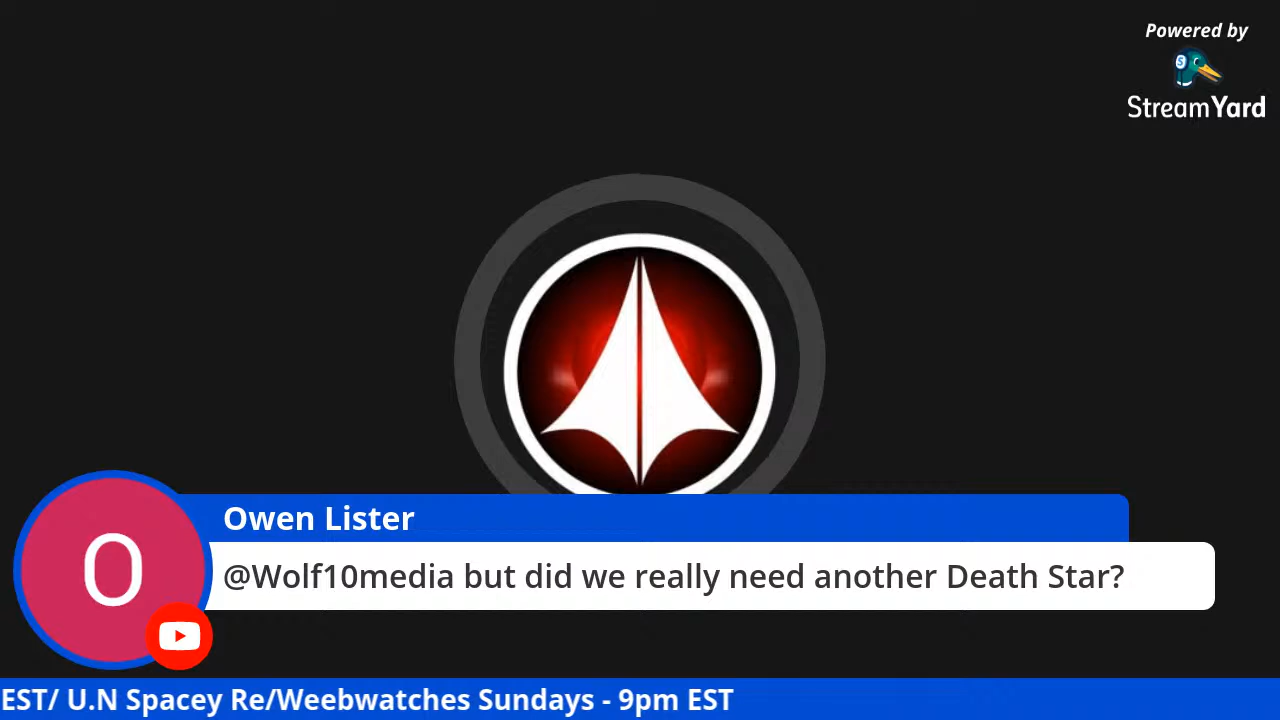 Powered by
S
StreamYard
Owen Lister
O
@Wolf10media but did we really need another Death Star?
EST/ U.N Spacey Re/Weebwatches Sundays - 9pm EST